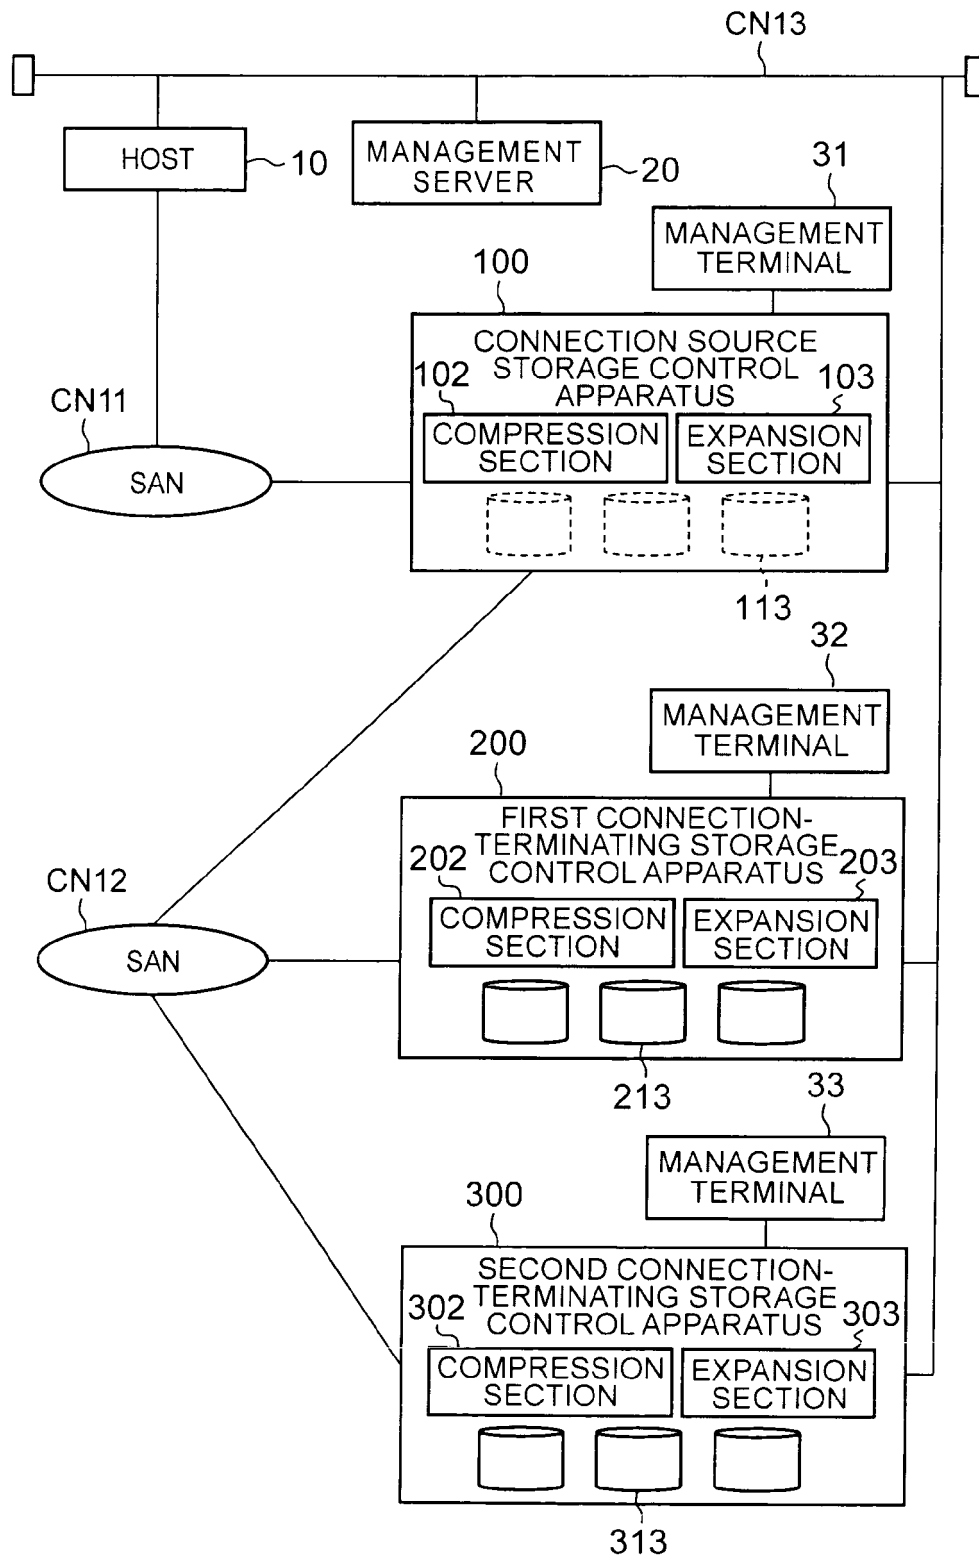 CN13
HOST
10
MANAGEMENT
SERVER
20
31
MANAGEMENT
TERMINAL
100
CONNECTION SOURCE
STORAGE CONTROL
APPARATUS
102
103
COMPRESSION
SECTION
EXPANSION
SECTION
CN11
SAN
113
32
MANAGEMENT
TERMINAL
200
FIRST CONNECTION-
TERMINATING STORAGE
CONTROL APPARATUS
202
203
COMPRESSION
SECTION
EXPANSION
SECTION
CN12
SAN
213
33
MANAGEMENT
TERMINAL
300
SECOND CONNECTION-
TERMINATING STORAGE
CONTROL APPARATUS
302
303
COMPRESSION
SECTION
EXPANSION
SECTION
313